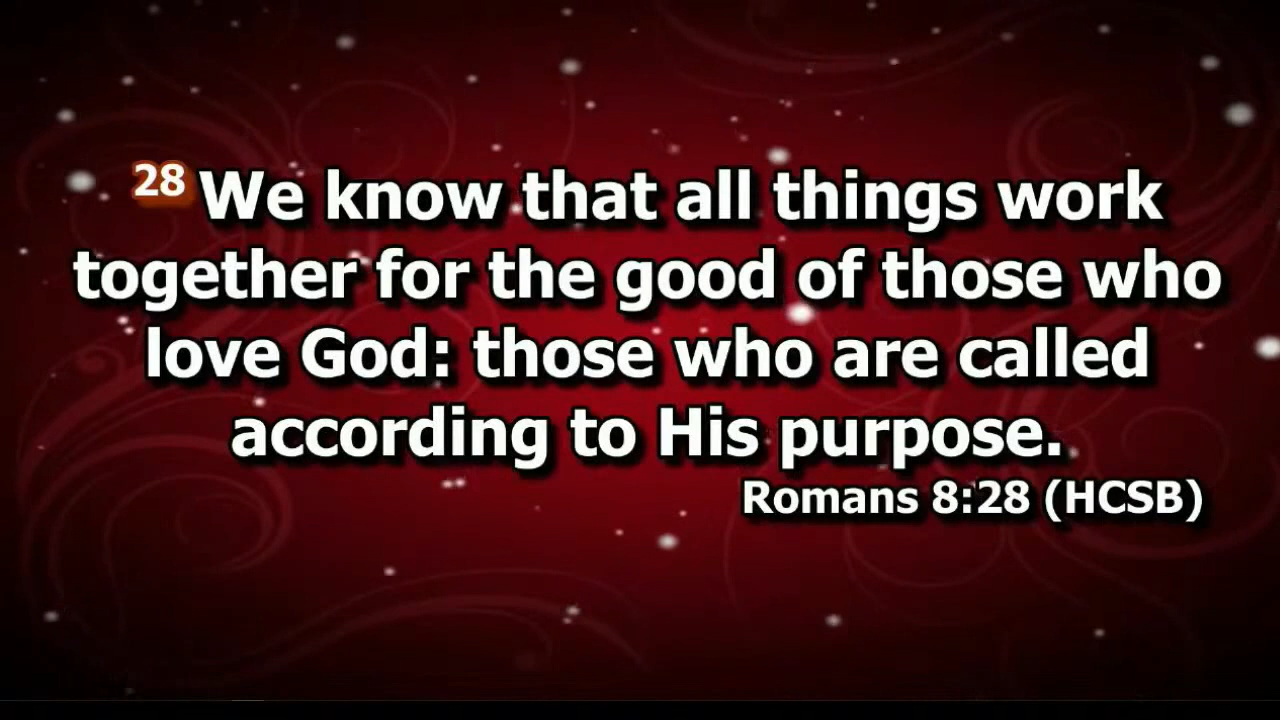 28 We know that all things work
together for the good of those who
love God: those who are called
according to His purpose.
Romans 8:28 (HCSB)